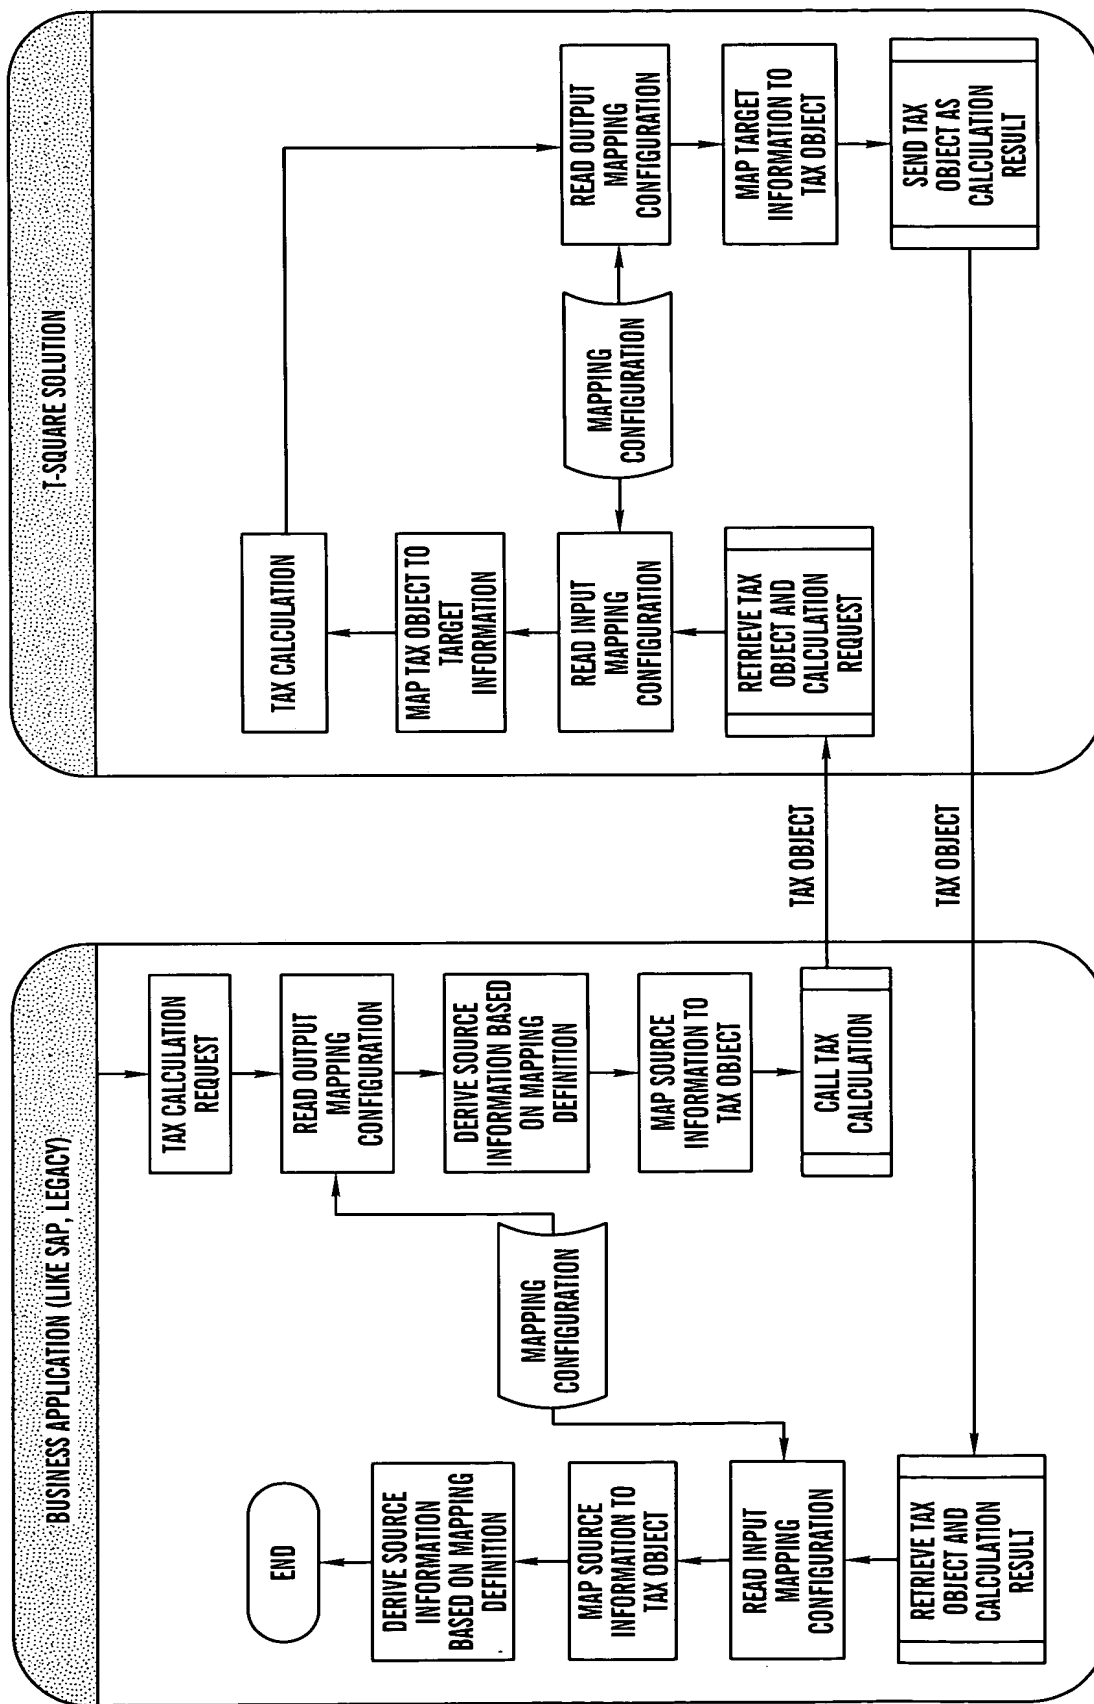 BUSINESS APPLICATION (LIKE SAP, LEGACY)
TAX CALCULATION
REQUEST
READ OUTPUT
MAPPING
CONFIGURATION
DERIVE SOURCE
INFORMATION BASED
ON MAPPING
DEFINITION
MAP SOURCE
INFORMATION TO
TAX OBJECT
CALL TAX
CALCULATION
MAPPING
CONFIGURATION
END
DERIVE SOURCE
INFORMATION
BASED ON MAPPING
DEFINITION
MAP SOURCE
INFORMATION TO
TAX OBJECT
READ INPUT
MAPPING
CONFIGURATION
RETRIEVE TAX
OBJECT AND
CALCULATION
RESULT
TAX OBJECT
TAX OBJECT
T-SQUARE SOLUTION
TAX CALCULATION
MAP TAX OBJECT TO
TARGET
INFORMATION
READ INPUT
MAPPING
CONFIGURATION
RETRIEVE TAX
OBJECT AND
CALCULATION
REQUEST
MAPPING
CONFIGURATION
READ OUTPUT
MAPPING
CONFIGURATION
MAP TARGET
INFORMATION TO
TAX OBJECT
SEND TAX
OBJECT AS
CALCULATION
RESULT